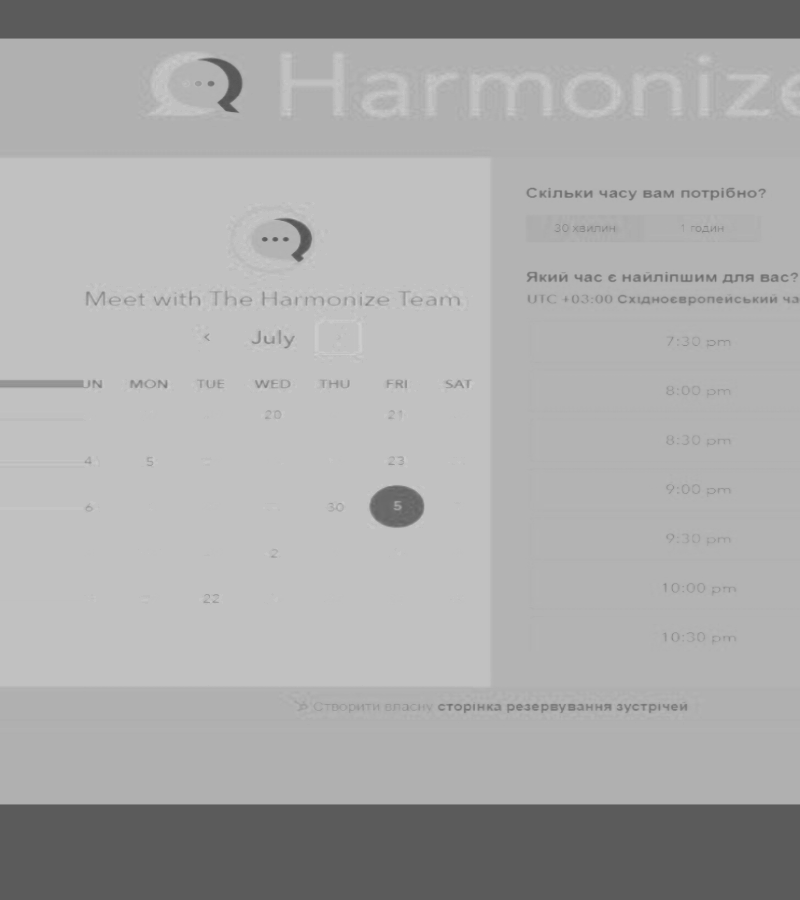 Harmonize
Meet with The Harmonize Team
‹ July
UN MON TUE WED THU FRI SAT
20 21
4 5 23
6 30 5
2
22
Скільки часу вам потрібно?
30 хвилин 1 годин
Який час є найліпшим для вас?
UTC +03:00 Східноєвропейський ча
7:30 pm
8:00 pm
8:30 pm
9:00 pm
9:30 pm
10:00 pm
10:30 pm
Створити власну сторінка резервування зустрічей